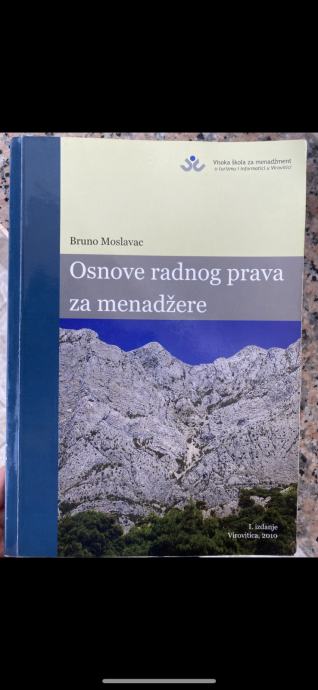 Visoka škola za menadžment
u turizmu i informatici u Virovitici
Bruno Moslavac
Osnove radnog prava
za menadžere
I. izdanje
Virovitica, 2010